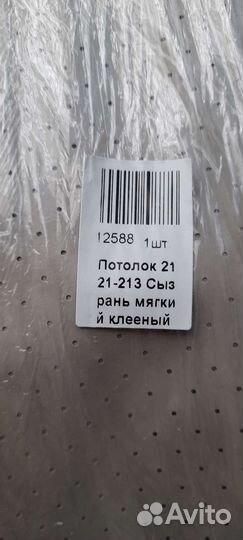 12588 1шт
Потолок 21
21-213 Сыз
рань мягки
й клееный
Avito